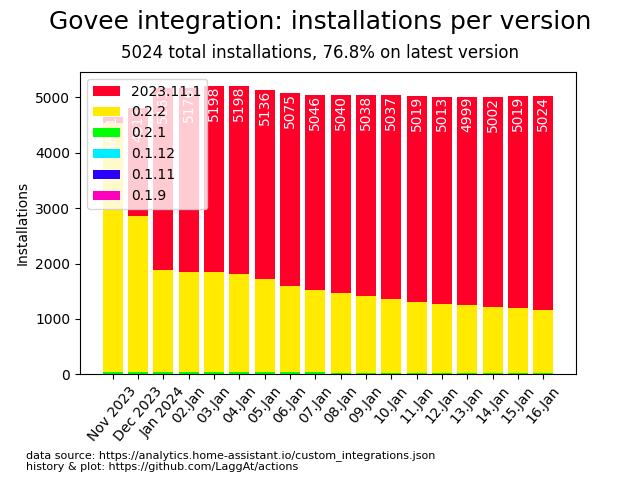 Govee integration: installations per version
5024 total installations, 76.8% on latest version
Installations
5000
4000
3000
2000
1000
0
2023.11.1
0.2.2
0.2.1
0.1.12
0.1.11
0.1.9
5198
5198
5136
5075
5046
5040
5038
5037
5019
5013
4999
5002
5019
5024
Nov 2023
Dec 2023
Jan 2024
02.Jan
03.Jan
04.Jan
05.Jan
06.Jan
07.Jan
08.Jan
09.Jan
10.Jan
11.Jan
12.Jan
13.Jan
14.Jan
15.Jan
16.Jan
data source: https://analytics.home-assistant.io/custom_integrations.json
history & plot: https://github.com/LaggAt/actions